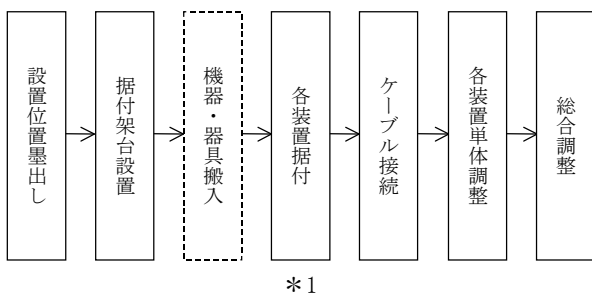 設置位置墨出し
据付架台設置
機器・器具搬入
各装置据付
ケーブル接続
各装置単体調整
総合調整
*1